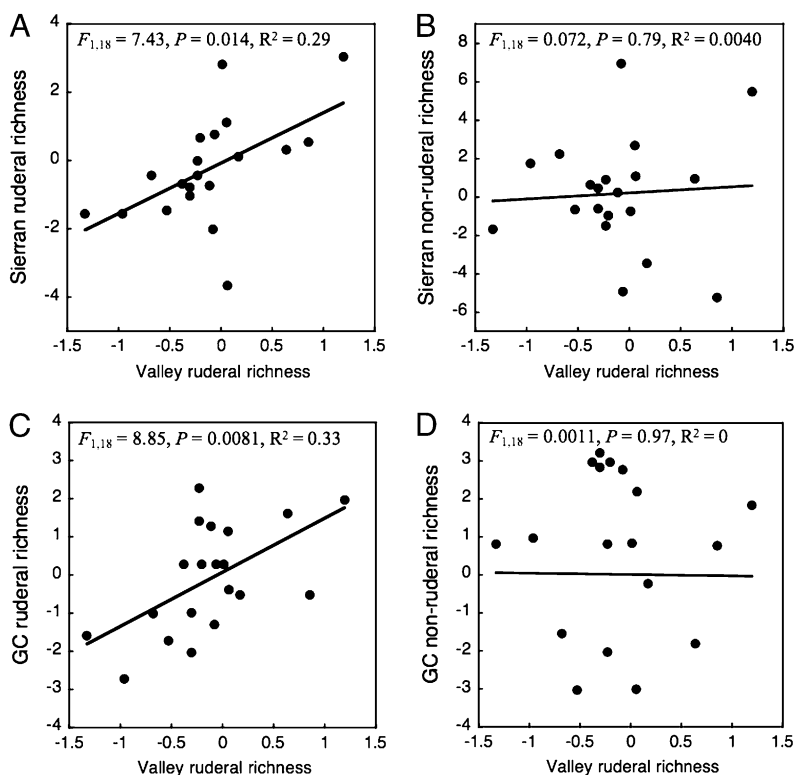 A
F1,18 = 7.43, P = 0.014, R2 = 0.29
Sierran ruderal richness
4
2
0
-2
-4
-1.5 -1 -0.5 0 0.5 1 1.5
Valley ruderal richness
B
F1,18 = 0.072, P = 0.79, R2 = 0.0040
Sierran non-ruderal richness
8
6
4
2
0
-2
-4
-6
-1.5 -1 -0.5 0 0.5 1 1.5
Valley ruderal richness
C
F1,18 = 8.85, P = 0.0081, R2 = 0.33
GC ruderal richness
4
3
2
1
0
-1
-2
-3
-4
-1.5 -1 -0.5 0 0.5 1 1.5
Valley ruderal richness
D
F1,18 = 0.0011, P = 0.97, R2 = 0
GC non-ruderal richness
4
3
2
1
0
-1
-2
-3
-4
-1.5 -1 -0.5 0 0.5 1 1.5
Valley ruderal richness